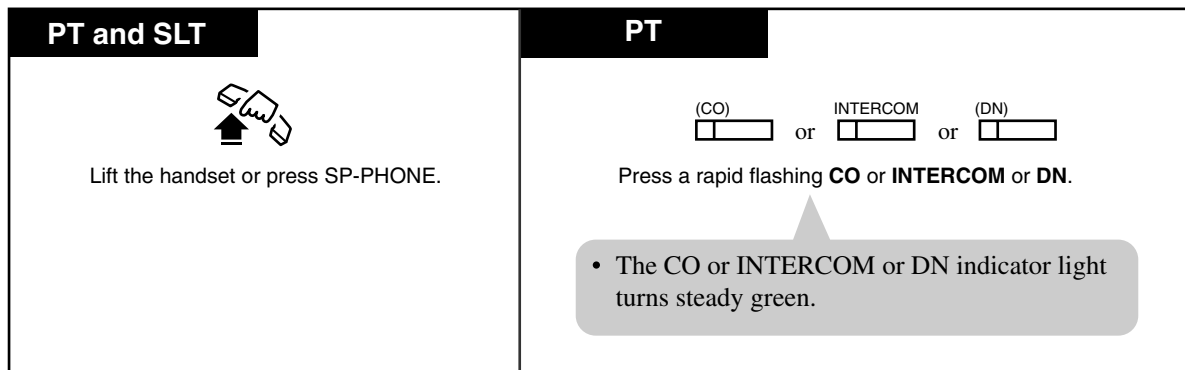 PT and SLT
Lift the handset or press SP-PHONE.
PT
(CO) INTERCOM (DN)
or or
Press a rapid flashing CO or INTERCOM or DN.
• The CO or INTERCOM or DN indicator light
turns steady green.